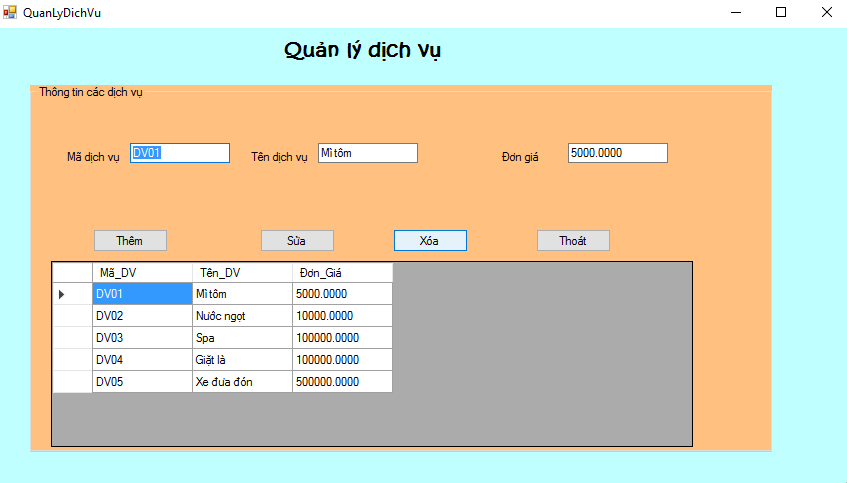 QuanLyDichVu
Quản lý dịch vụ
Thông tin các dịch vụ
Mã dịch vụ DV01 Tên dịch vụ Mì tôm Đơn giá 5000.0000
Thêm Sửa Xóa Thoát
Mã_DV Tên_DV Đơn_Giá
DV01 Mì tôm 5000.0000
DV02 Nước ngọt 10000.0000
DV03 Spa 100000.0000
DV04 Giặt là 100000.0000
DV05 Xe đưa đón 500000.0000